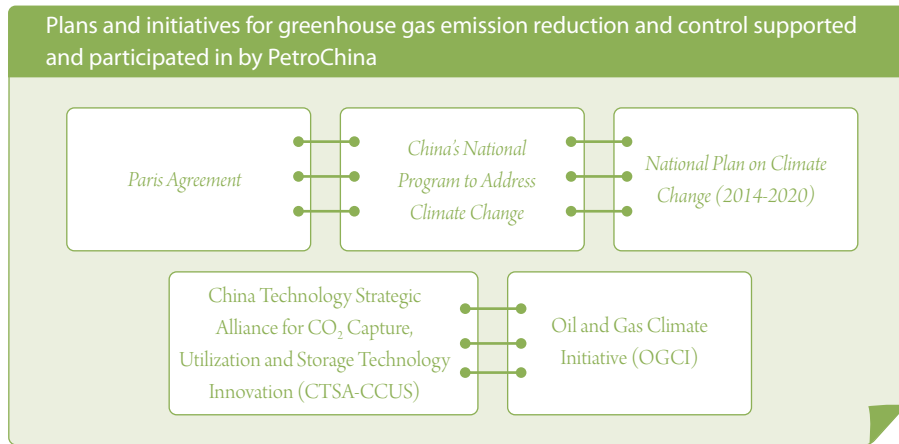 Plans and initiatives for greenhouse gas emission reduction and control supported
and participated in by PetroChina
Paris Agreement
China's National
Program to Address
Climate Change
National Plan on Climate
Change (2014-2020)
China Technology Strategic
Alliance for CO₂ Capture,
Utilization and Storage Technology
Innovation (CTSA-CCUS)
Oil and Gas Climate
Initiative (OGCI)